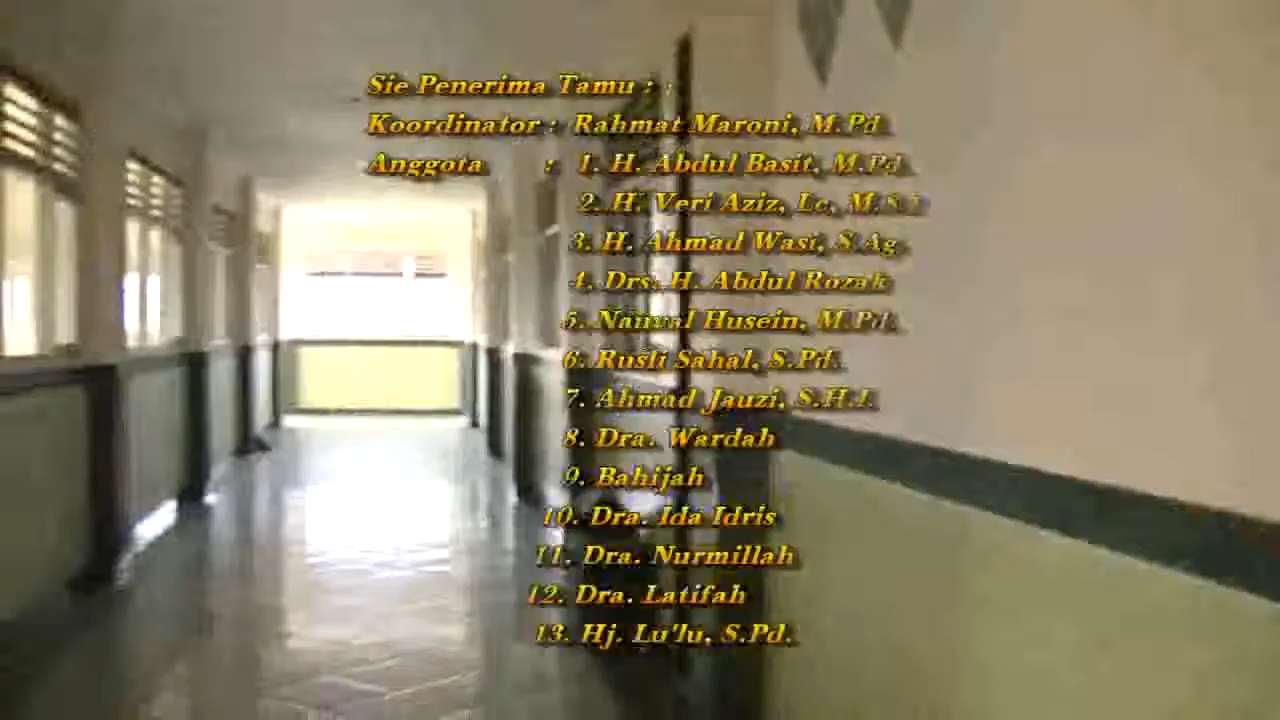 Sie Penerima Tamu : :
Koordinator : Rahmat Maroni, M.Pd.
Anggota : 1. H. Abdul Basit, M.Pd.
2. H. Veri Aziz, Lc, M.S.I
3. H. Ahmad Wasi, S.Ag.
4. Drs. H. Abdul Rozak
5. Husein, M.Pd.
6. Rusli Sahal, S.Pd.
7. Ahmad Jauzi, S.H.I.
8. Dra. Wardah
9. Bahijah
10. Dra. Ida Idris
11. Dra. Nurmillah
12. Dra. Latifah
13. Hj. Lu'lu, S.Pd.